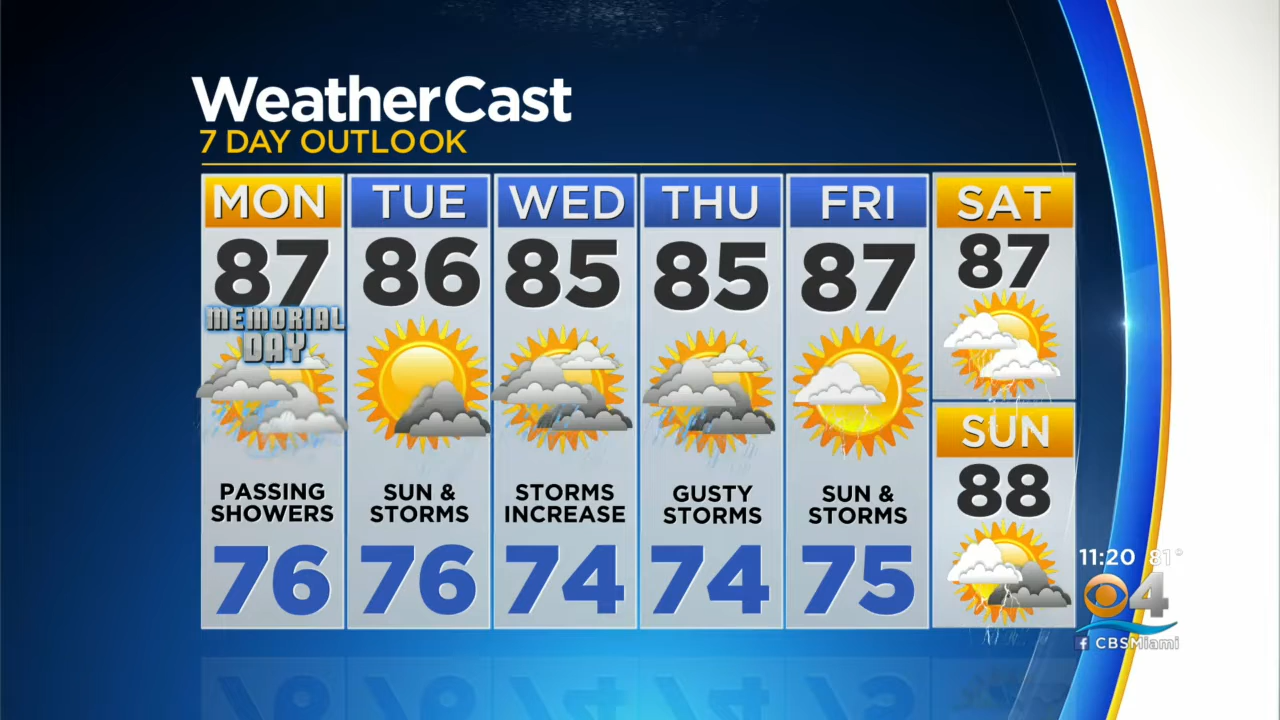 WeatherCast
7 DAY OUTLOOK
MON
87
MEMORIAL
DAY
PASSING
SHOWERS
76
TUE
86
SUN &
STORMS
76
WED
85
STORMS
INCREASE
74
THU
85
GUSTY
STORMS
74
FRI
87
SUN &
STORMS
75
SAT
87
SUN
88
11:20 81°
4
f CBSMiami